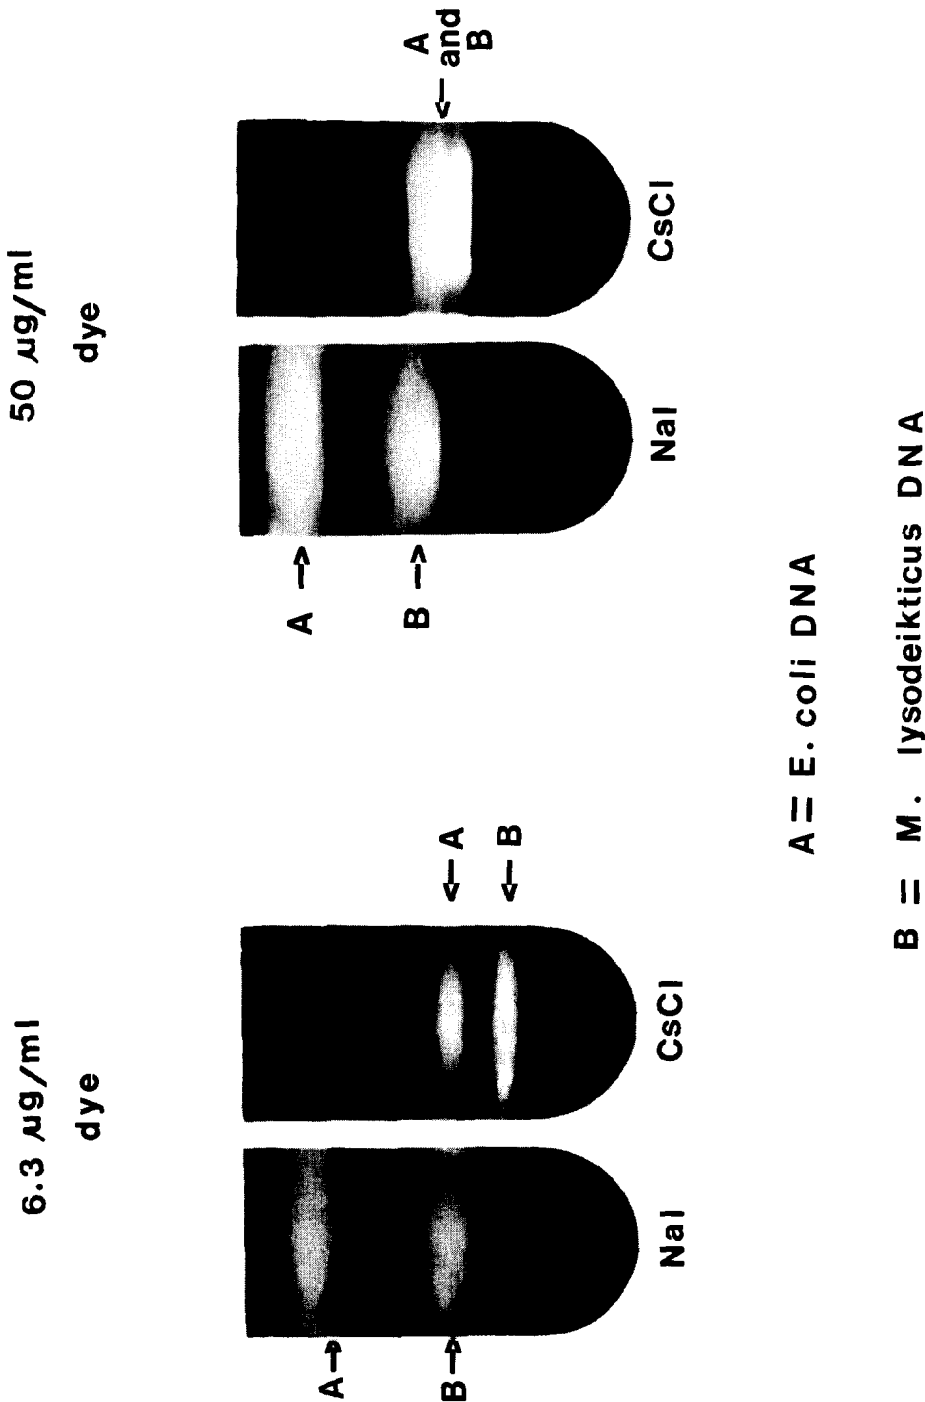 6.3 µg/ml
dye
50 µg/ml
dye
A→
B→
←A
←B
A →
B →
← A
and
B
NaI
CsCl
NaI
CsCl
A = E. coli DNA
B = M. lysodeikticus DNA